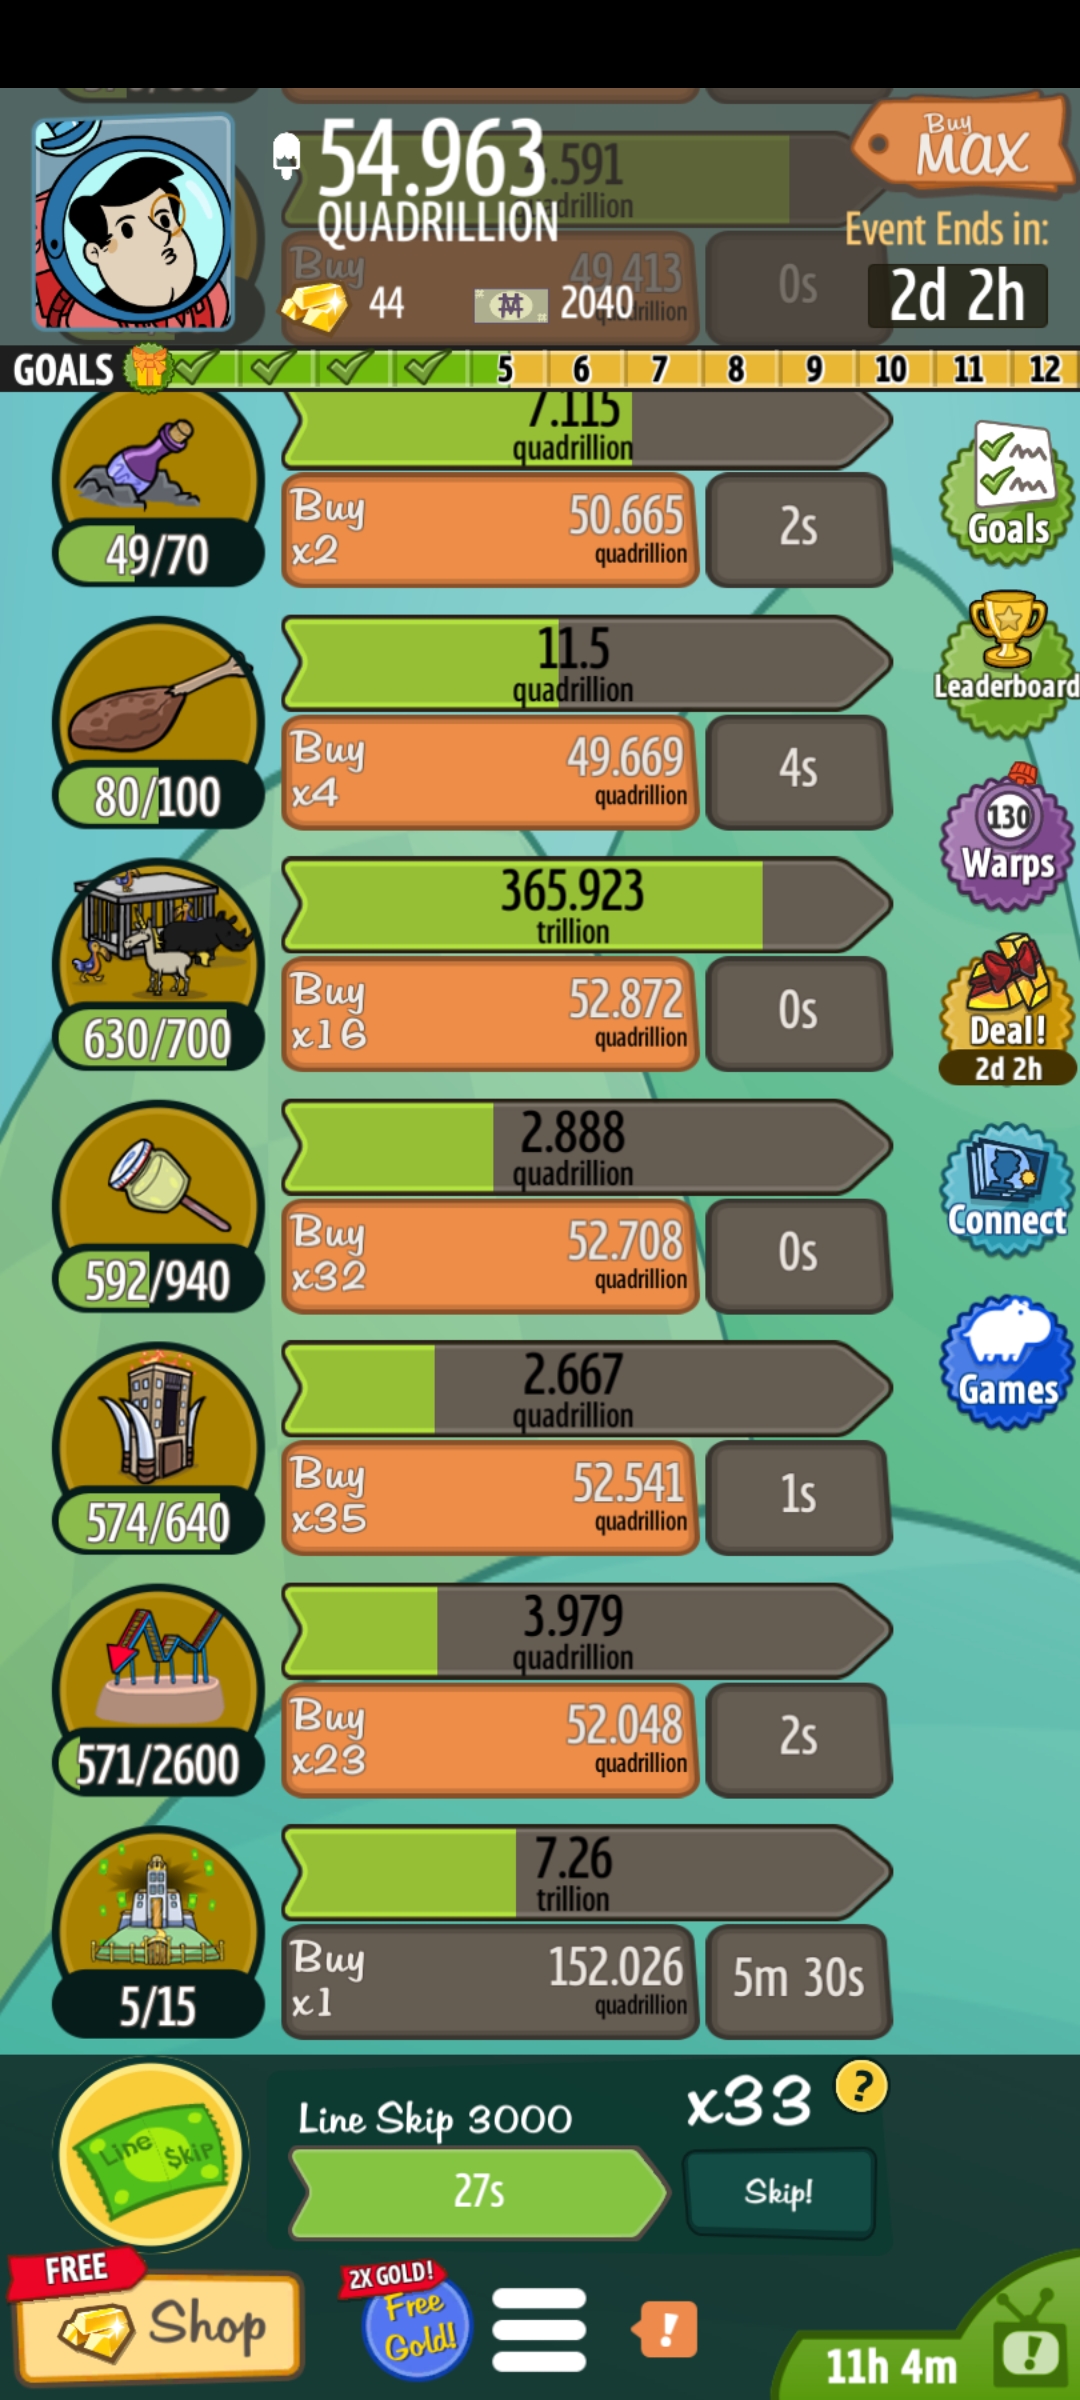 54.963
QUADRILLION
Buy
MAX
.591
quadrillion
Event Ends in:
2d 2h
Buy
49.413
quadrillion
0s
44
2040
GOALS
5 6 7 8 9 10 11 12
7.115
quadrillion
49/70
Buy
x2
50.665
quadrillion
2s
Goals
11.5
quadrillion
80/100
Buy
x4
49.669
quadrillion
4s
Leaderboard
365.923
trillion
630/700
Buy
x16
52.872
quadrillion
0s
130
Warps
2.888
quadrillion
592/940
Buy
x32
52.708
quadrillion
0s
Deal!
2d 2h
2.667
quadrillion
574/640
Buy
x35
52.541
quadrillion
1s
Connect
3.979
quadrillion
571/2600
Buy
x23
52.048
quadrillion
2s
Games
7.26
trillion
5/15
Buy
x1
152.026
quadrillion
5m 30s
Line $kip
Line Skip 3000
x33
?
27s
Skip!
FREE
Shop
2X GOLD!
Free
Gold!
!
11h 4m
!